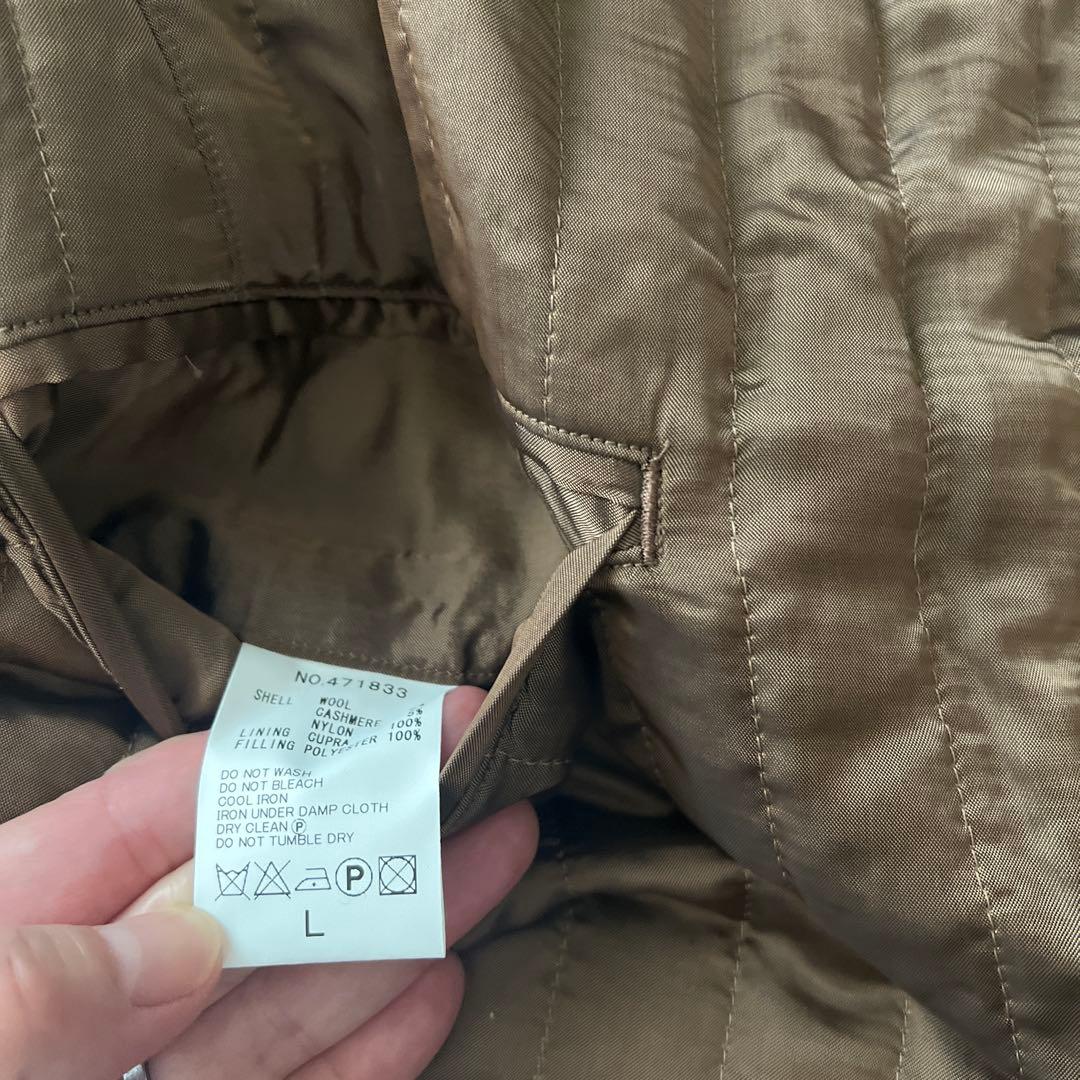 NO.471833
SHELL WOOL
CASHMERE 5%
NYLON 100%
LINING CUPRA 100%
FILLING POLYESTER
DO NOT WASH
DO NOT BLEACH
COOL IRON
IRON UNDER DAMP CLOTH
DRY CLEAN Ⓟ
DO NOT TUMBLE DRY
P
L